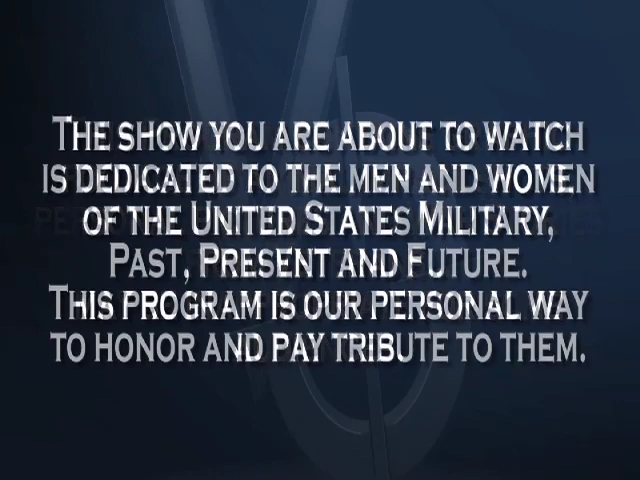 The show you are about to watch
is dedicated to the men and women
of the United States Military,
Past, Present and Future.
This program is our personal way
to honor and pay tribute to them.